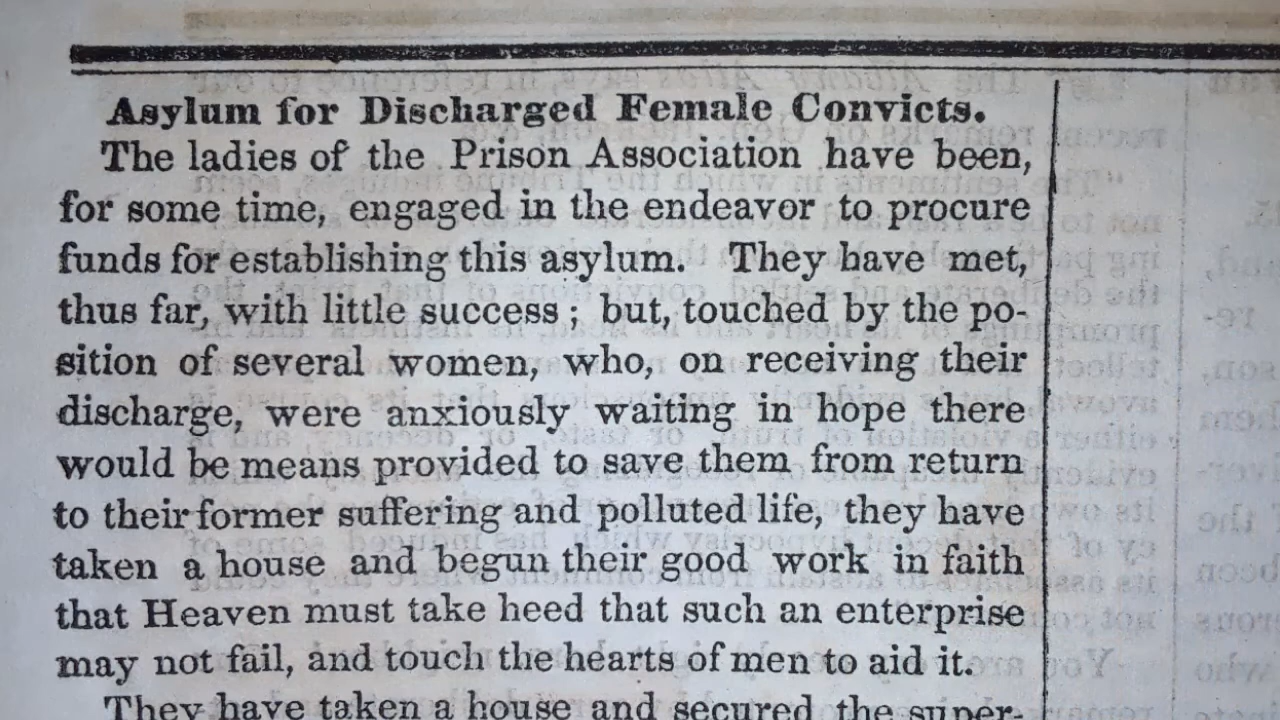 Asylum for Discharged Female Convicts.
The ladies of the Prison Association have been,
for some time, engaged in the endeavor to procure
funds for establishing this asylum. They have met,
thus far, with little success ; but, touched by the po-
sition of several women, who, on receiving their
discharge, were anxiously waiting in hope there
would be means provided to save them from return
to their former suffering and polluted life, they have
taken a house and begun their good work in faith
that Heaven must take heed that such an enterprise
may not fail, and touch the hearts of men to aid it.
They have taken a house and secured the super-